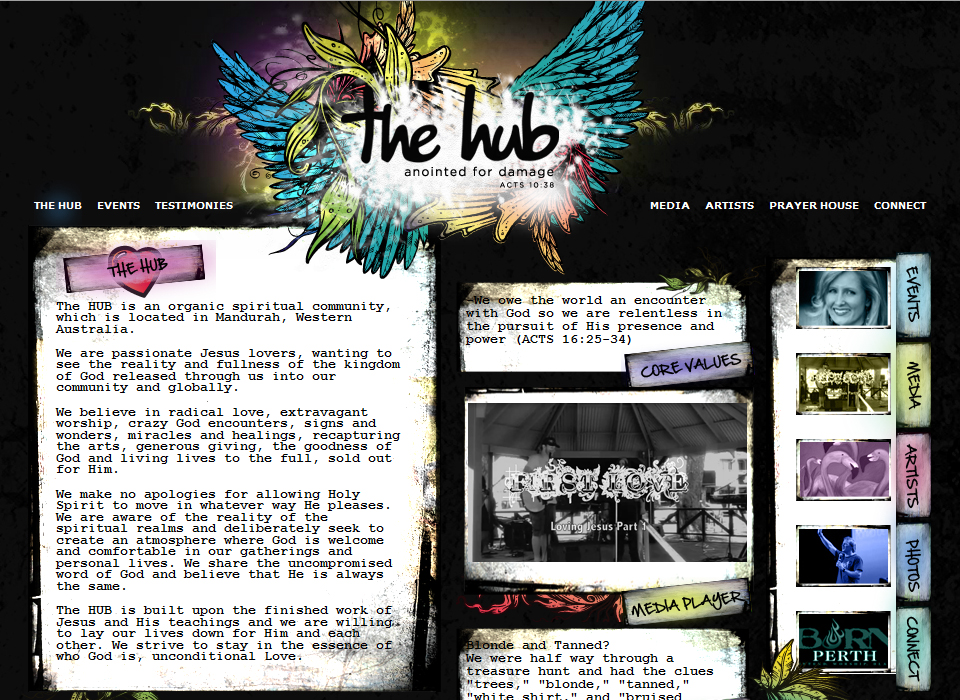 the hub
anointed for damage
ACTS 10:38
THE HUB EVENTS TESTIMONIES
MEDIA ARTISTS PRAYER HOUSE CONNECT
THE HUB
The HUB is an organic spiritual community,
which is located in Mandurah, Western
Australia.
We are passionate Jesus lovers, wanting to
see the reality and fullness of the kingdom
of God released through us into our
community and globally.
We believe in radical love, extravagant
worship, crazy God encounters, signs and
wonders, miracles and healings, recapturing
the arts, generous giving, the goodness of
God and living lives to the full, sold out
for Him.
We make no apologies for allowing Holy
Spirit to move in whatever way He pleases.
We are aware of the reality of the
spiritual realms and deliberately seek to
create an atmosphere where God is welcome
and comfortable in our gatherings and
personal lives. We share the uncompromised
word of God and believe that He is always
the same.
The HUB is built upon the finished work of
Jesus and His teachings and we are willing
to lay our lives down for Him and each
other. We strive to stay in the essence of
who God is, unconditional Love.
-We owe the world an encounter
with God so we are relentless in
the pursuit of His presence and
power (ACTS 16:25-34)
CORE VALUES
FIRST LOVE
Loving Jesus Part 1
MEDIA PLAYER
Blonde and Tanned?
We were half way through a
treasure hunt and had the clues
"trees," "blonde," "tanned,"
"white shirt," and "bruised
EVENTS
MEDIA
FIRST LOVE
ARTISTS
PHOTOS
CONNECT
BORN
PERTH